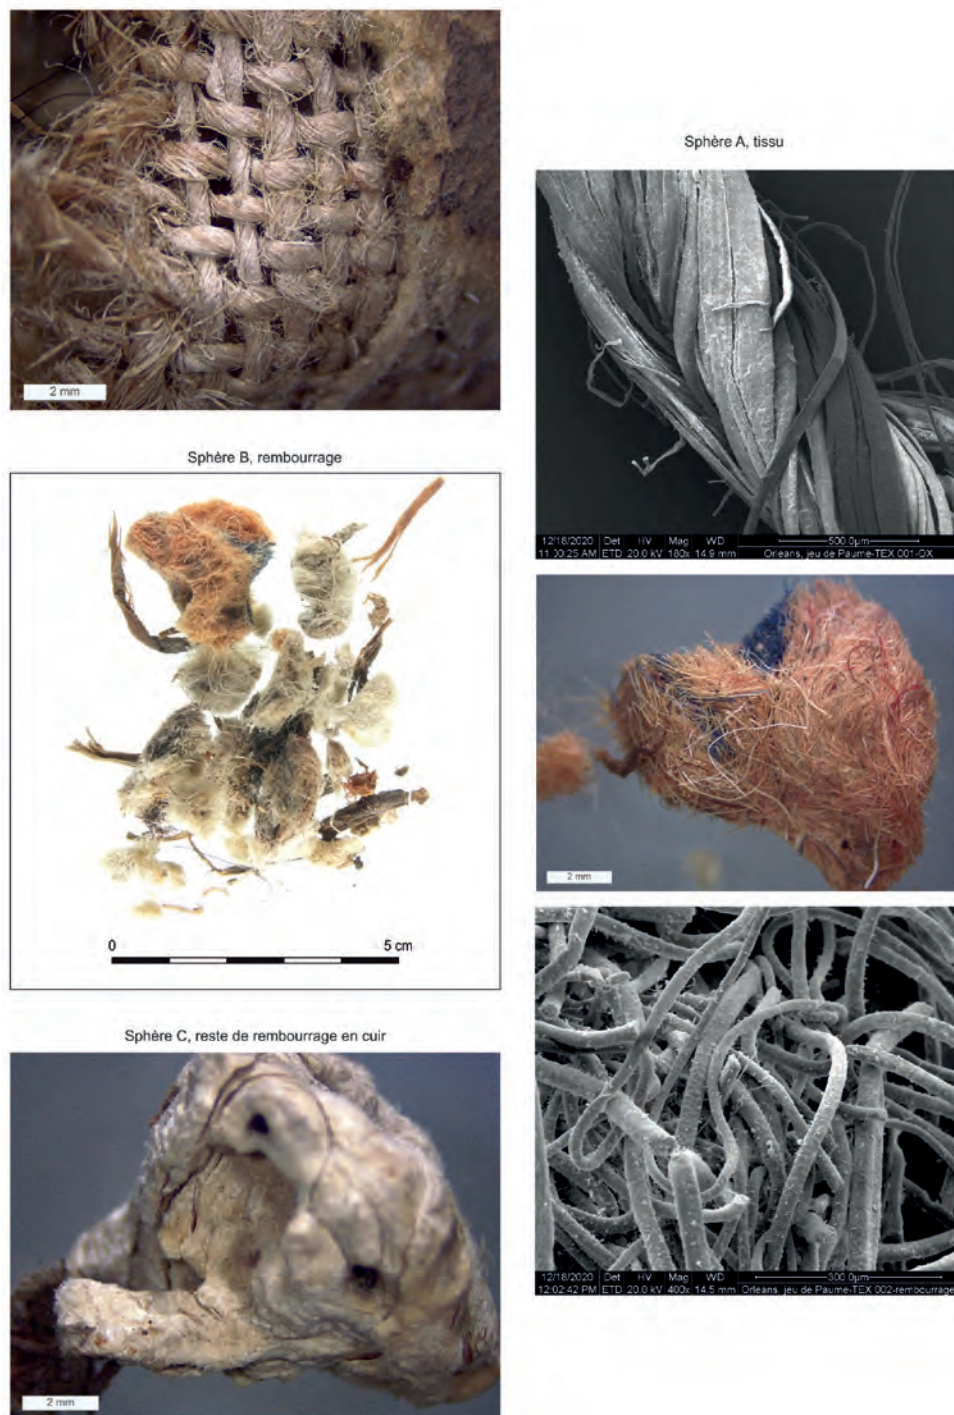 Sphère A, tissu
2 mm
12/18/2020 Det HV Mag WD 500.0µm
11:00:25 AM ETD 20.0 kV 180x 14.9 mm Orleans, jeu de Paume-TEX 001-OX
Sphère B, rembourrage
2 mm
0 5 cm
12/18/2020 Det HV Mag WD 300.0µm
12:02:42 PM ETD 20.0 kV 400x 14.5 mm Orleans, jeu de Paume-TEX 002-rembourrage
Sphère C, reste de rembourrage en cuir
2 mm